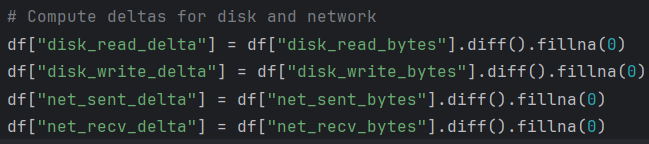 # Compute deltas for disk and network
df["disk_read_delta"] = df["disk_read_bytes"].diff().fillna(0)
df["disk_write_delta"] = df["disk_write_bytes"].diff().fillna(0)
df["net_sent_delta"] = df["net_sent_bytes"].diff().fillna(0)
df["net_recv_delta"] = df["net_recv_bytes"].diff().fillna(0)